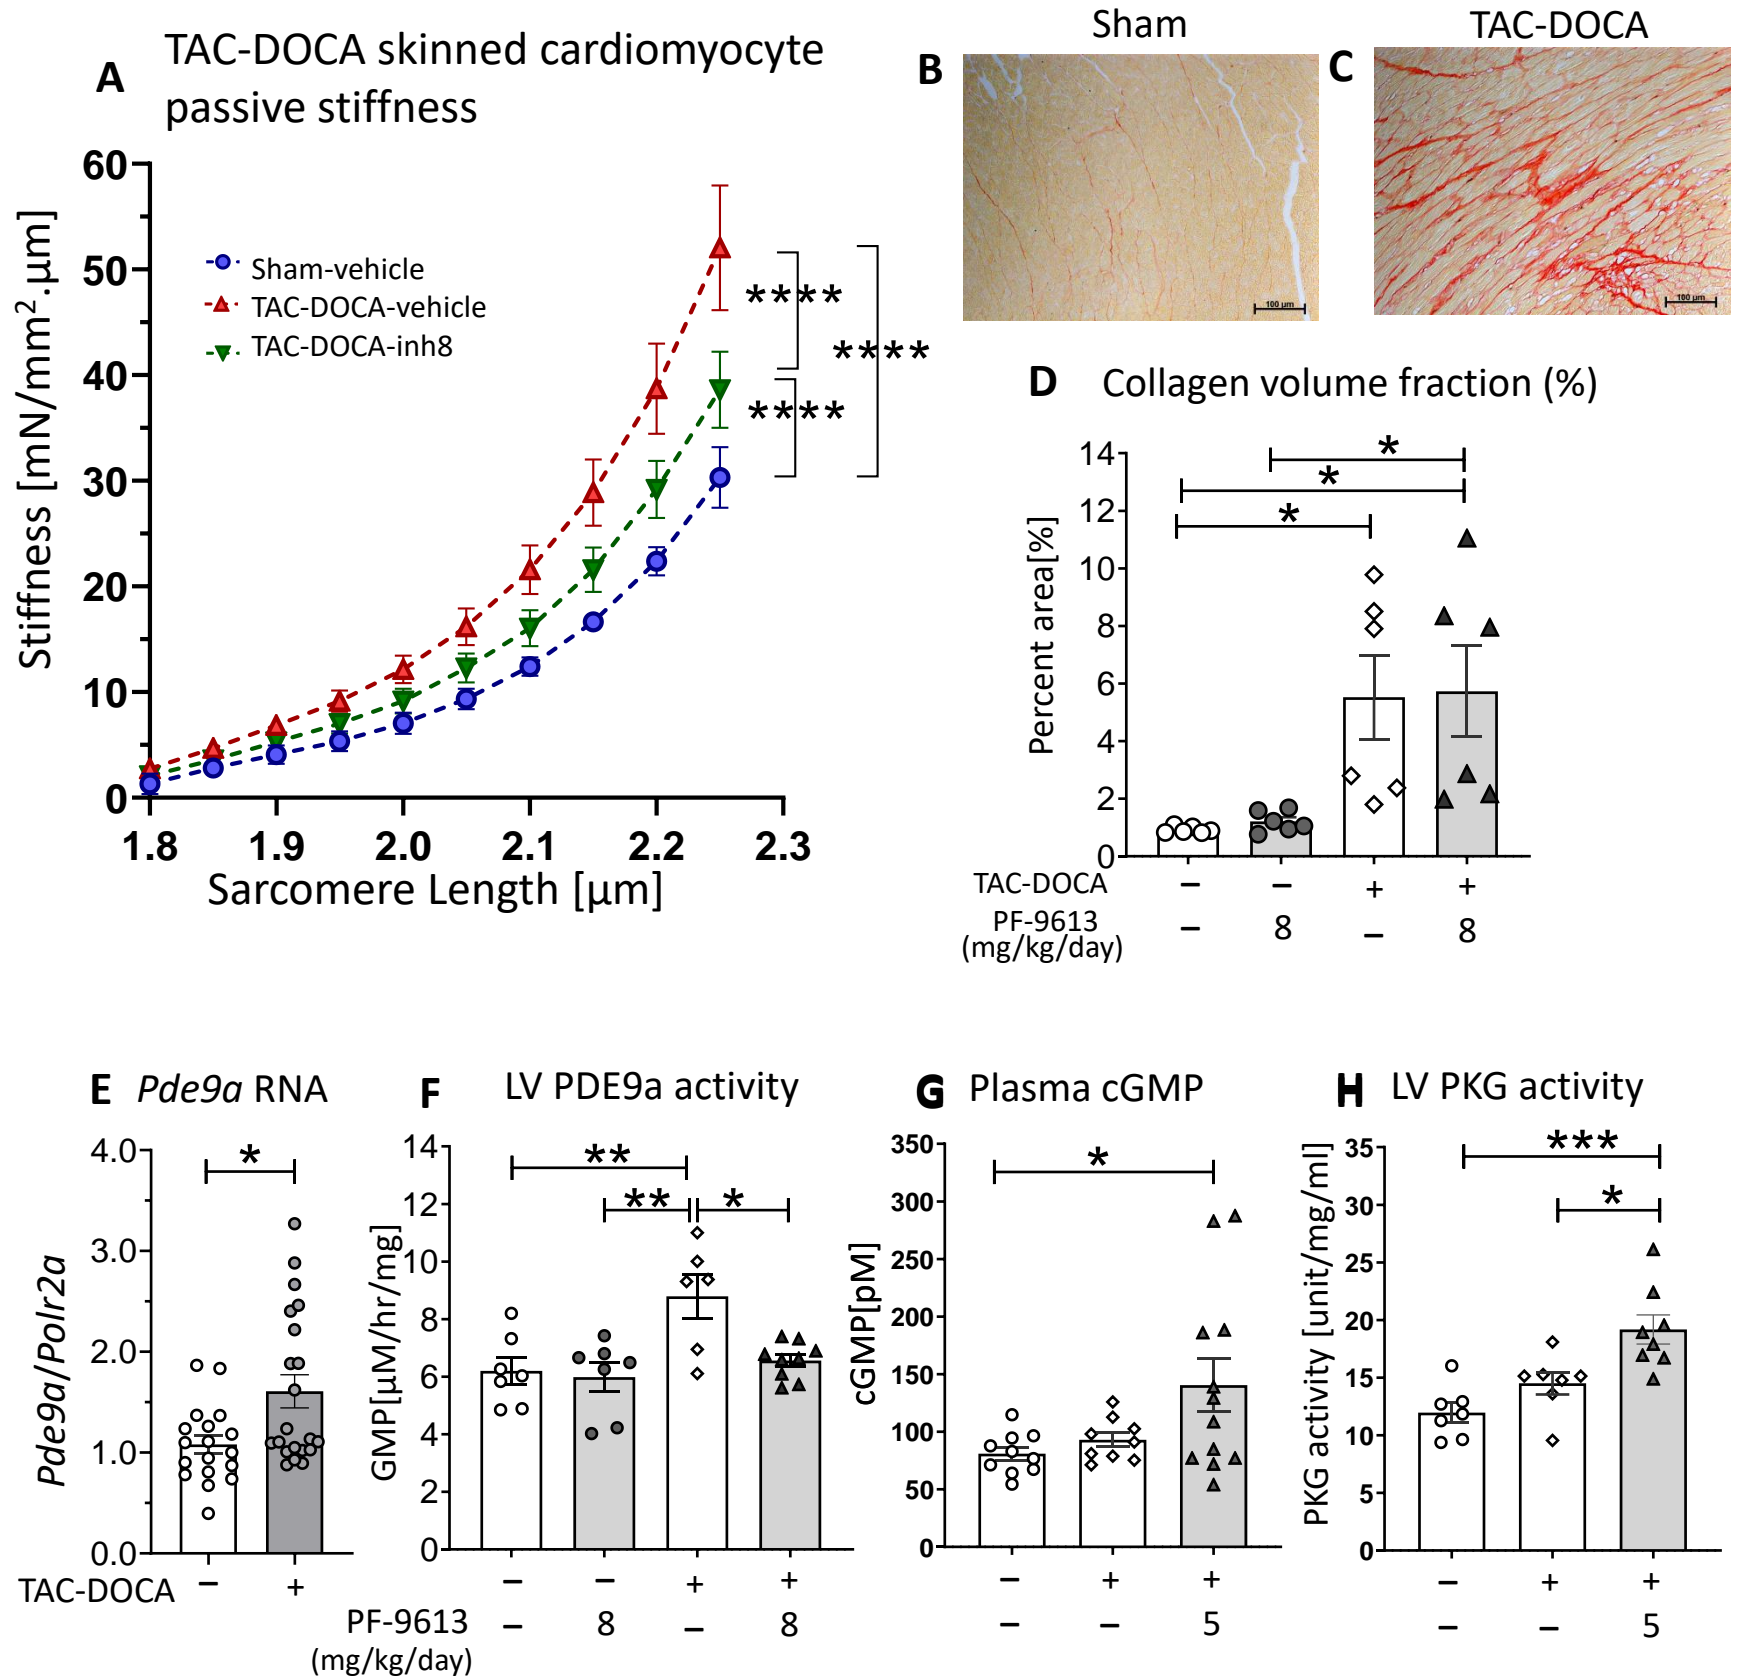 A
TAC-DOCA skinned cardiomyocyte
passive stiffness
Stiffness [mN/mm².µm]
60
50
40
30
20
10
0
Sham-vehicle
TAC-DOCA-vehicle
TAC-DOCA-inh8
****
****
****
1.8 1.9 2.0 2.1 2.2 2.3
Sarcomere Length [µm]
B
Sham
100 µm
C
TAC-DOCA
100 µm
D
Collagen volume fraction (%)
Percent area[%]
14
12
10
8
6
4
2
0
*
*
*
TAC-DOCA − − + +
PF-9613 − 8 − 8
(mg/kg/day)
E
Pde9a RNA
Pde9a/Polr2a
4.0
3.0
2.0
1.0
0.0
*
TAC-DOCA − +
F
LV PDE9a activity
GMP[µM/hr/mg]
14
12
10
8
6
4
2
0
**
** *
− − + +
PF-9613 − 8 − 8
(mg/kg/day)
G
Plasma cGMP
cGMP[pM]
350
300
250
200
150
100
50
0
*
− + +
− − 5
H
LV PKG activity
PKG activity [unit/mg/ml]
35
30
25
20
15
10
5
0
***
*
− + +
− − 5